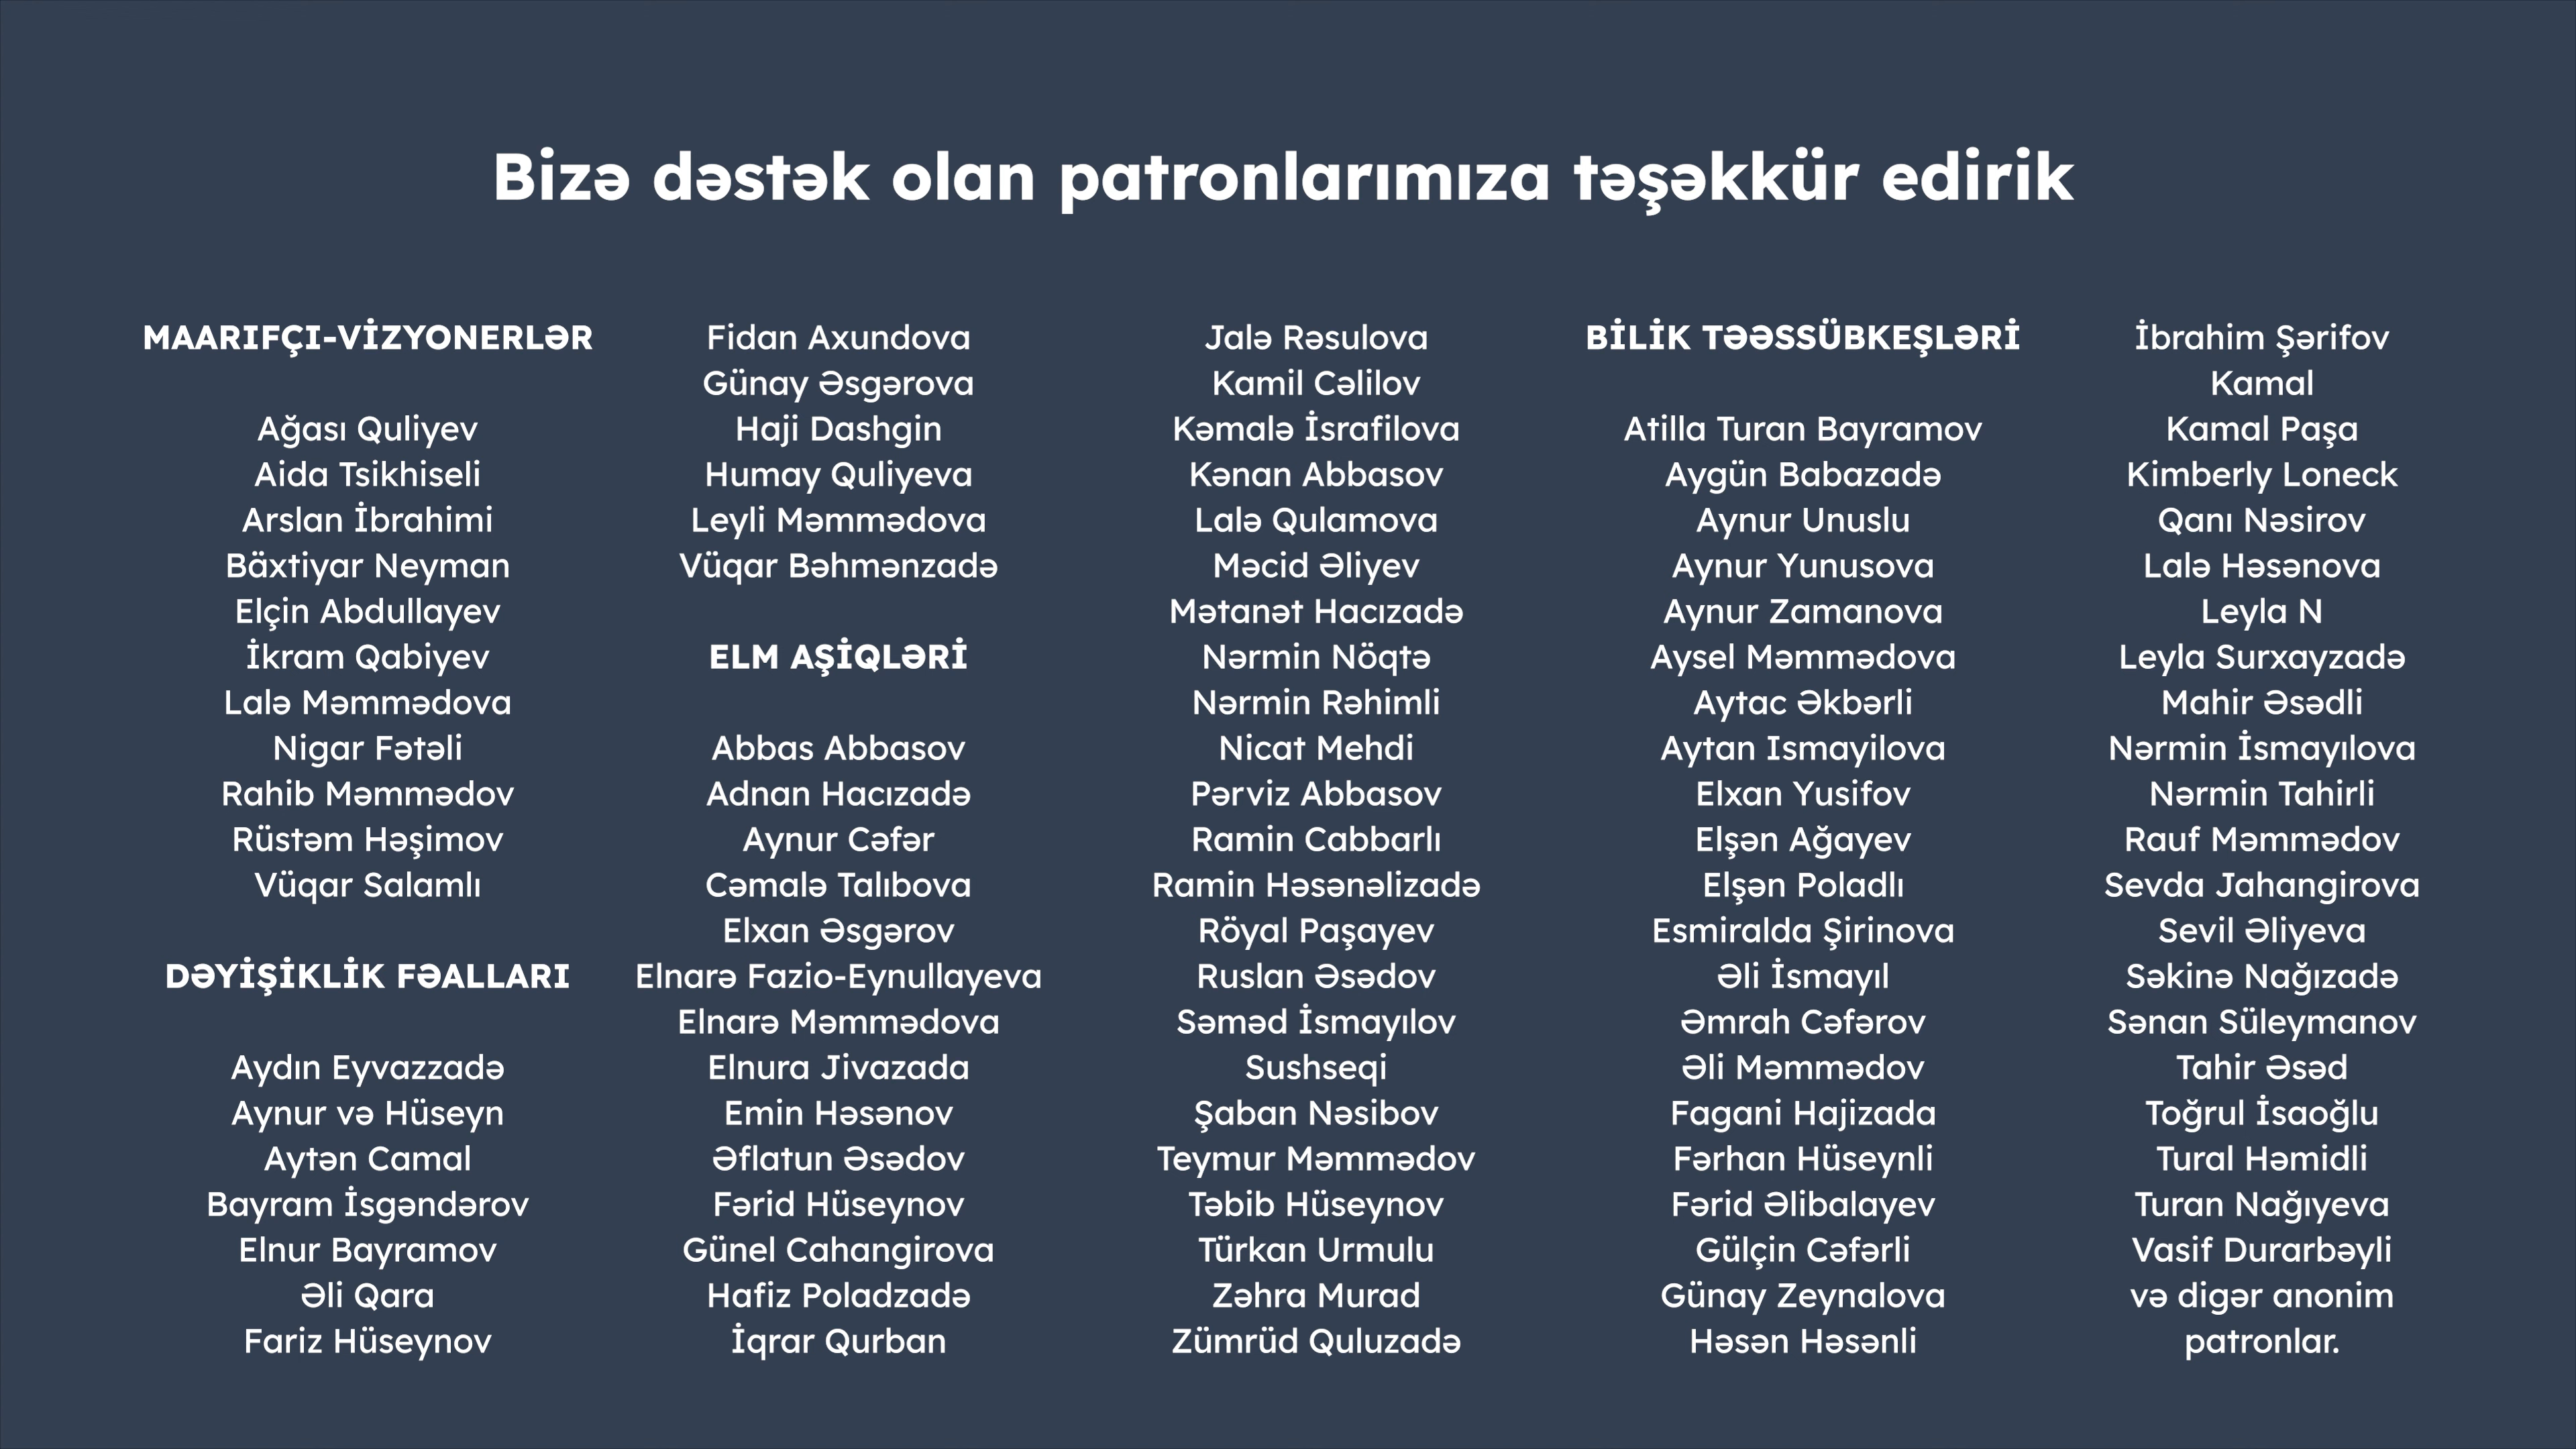 Bizə dəstək olan patronlarımıza təşəkkür edirik
MAARIFÇI-VİZYONERLƏR
Ağası Quliyev
Aida Tsikhiseli
Arslan İbrahimi
Bäxtiyar Neyman
Elçin Abdullayev
İkram Qabiyev
Lalə Məmmədova
Nigar Fətəli
Rahib Məmmədov
Rüstəm Həşimov
Vüqar Salamlı
DƏYİŞİKLİK FƏALLARI
Aydın Eyvazzadə
Aynur və Hüseyn
Aytən Camal
Bayram İsgəndərov
Elnur Bayramov
Əli Qara
Fariz Hüseynov
Fidan Axundova
Günay Əsgərova
Haji Dashgin
Humay Quliyeva
Leyli Məmmədova
Vüqar Bəhmənzadə
ELM AŞİQLƏRİ
Abbas Abbasov
Adnan Hacızadə
Aynur Cəfər
Cəmalə Talıbova
Elxan Əsgərov
Elnarə Fazio-Eynullayeva
Elnarə Məmmədova
Elnura Jivazada
Emin Həsənov
Əflatun Əsədov
Fərid Hüseynov
Günel Cahangirova
Hafiz Poladzadə
İqrar Qurban
Jalə Rəsulova
Kamil Cəlilov
Kəmalə İsrafilova
Kənan Abbasov
Lalə Qulamova
Məcid Əliyev
Mətanət Hacızadə
Nərmin Nöqtə
Nərmin Rəhimli
Nicat Mehdi
Pərviz Abbasov
Ramin Cabbarlı
Ramin Həsənəlizadə
Röyal Paşayev
Ruslan Əsədov
Səməd İsmayılov
Sushseqi
Şaban Nəsibov
Teymur Məmmədov
Təbib Hüseynov
Türkan Urmulu
Zəhra Murad
Zümrüd Quluzadə
BİLİK TƏƏSSÜBKEŞLƏRİ
Atilla Turan Bayramov
Aygün Babazadə
Aynur Unuslu
Aynur Yunusova
Aynur Zamanova
Aysel Məmmədova
Aytac Əkbərli
Aytan Ismayilova
Elxan Yusifov
Elşən Ağayev
Elşən Poladlı
Esmiralda Şirinova
Əli İsmayıl
Əmrah Cəfərov
Əli Məmmədov
Fagani Hajizada
Fərhan Hüseynli
Fərid Əlibalayev
Gülçin Cəfərli
Günay Zeynalova
Həsən Həsənli
İbrahim Şərifov
Kamal
Kamal Paşa
Kimberly Loneck
Qanı Nəsirov
Lalə Həsənova
Leyla N
Leyla Surxayzadə
Mahir Əsədli
Nərmin İsmayılova
Nərmin Tahirli
Rauf Məmmədov
Sevda Jahangirova
Sevil Əliyeva
Səkinə Nağızadə
Sənan Süleymanov
Tahir Əsəd
Toğrul İsaoğlu
Tural Həmidli
Turan Nağıyeva
Vasif Durarbəyli
və digər anonim
patronlar.